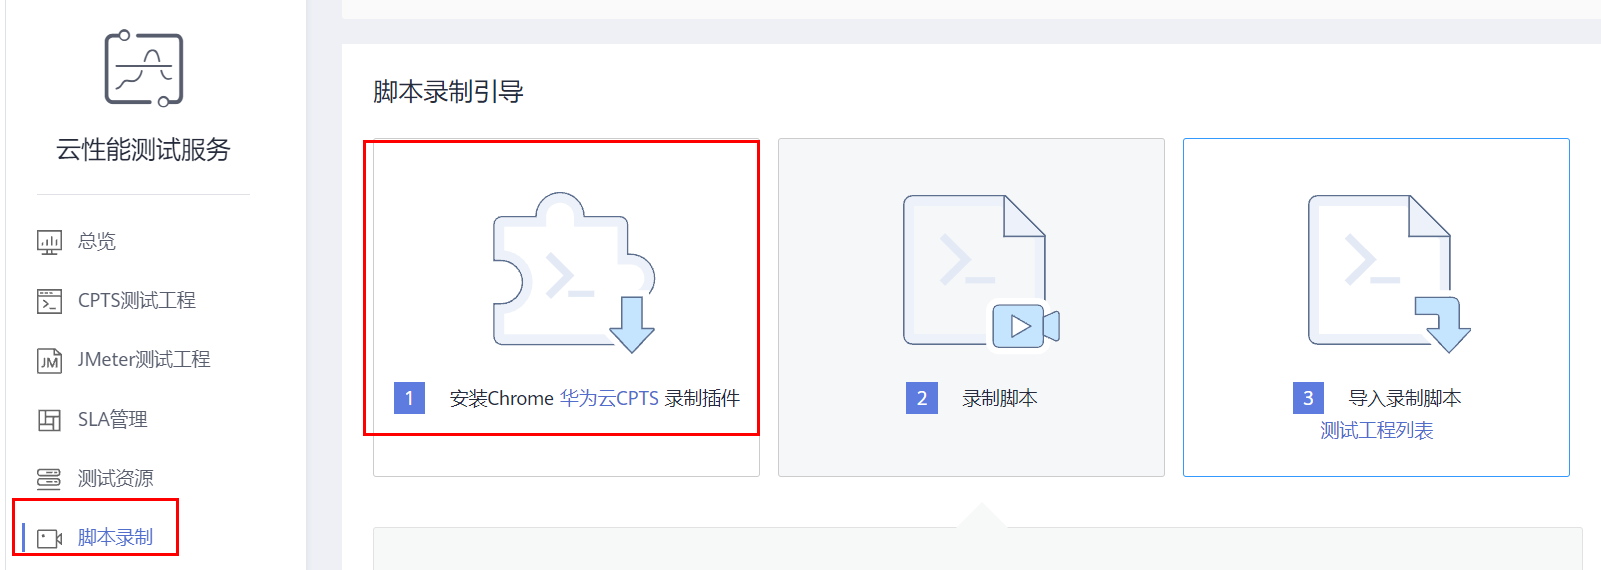 云性能测试服务
总览
CPTS测试工程
JM
JMeter测试工程
SLA管理
测试资源
脚本录制
脚本录制引导
1 安装Chrome 华为云CPTS 录制插件
2 录制脚本
3 导入录制脚本
测试工程列表